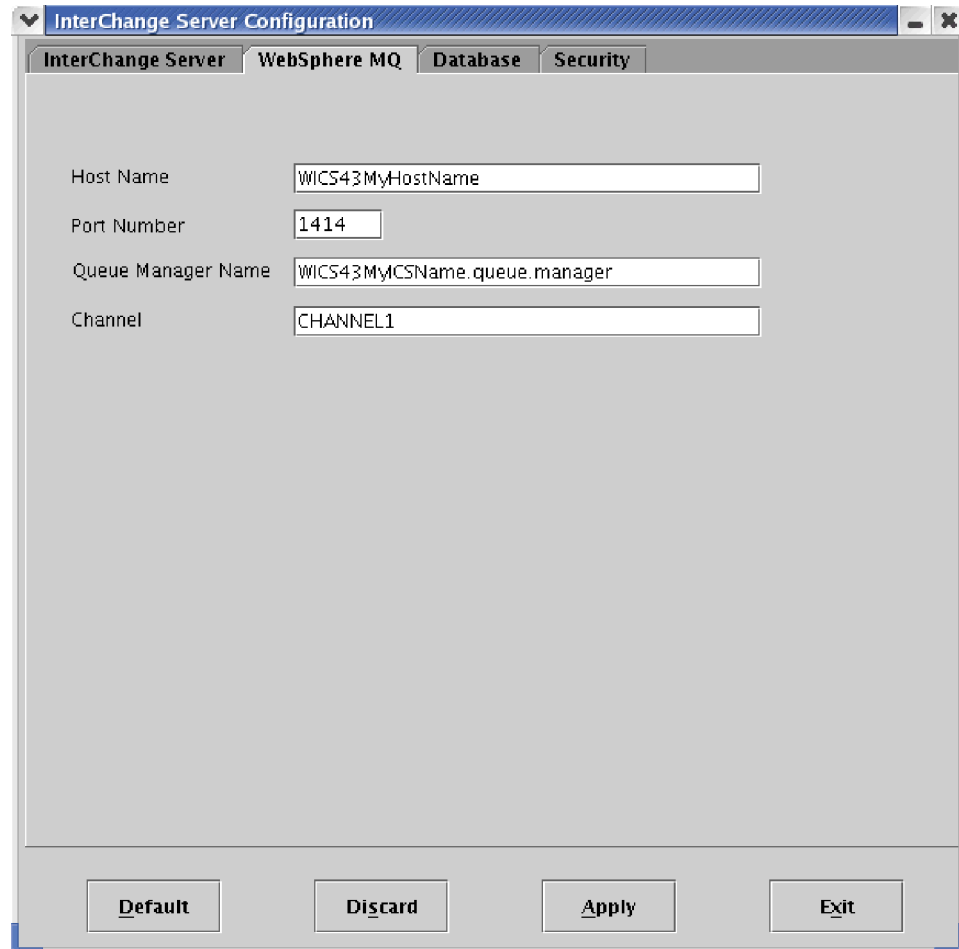 InterChange Server Configuration
InterChange Server WebSphere MQ Database Security
Host Name WICS43MyHostName
Port Number 1414
Queue Manager Name WICS43MyICSName.queue.manager
Channel CHANNEL1
Default Discard Apply Exit